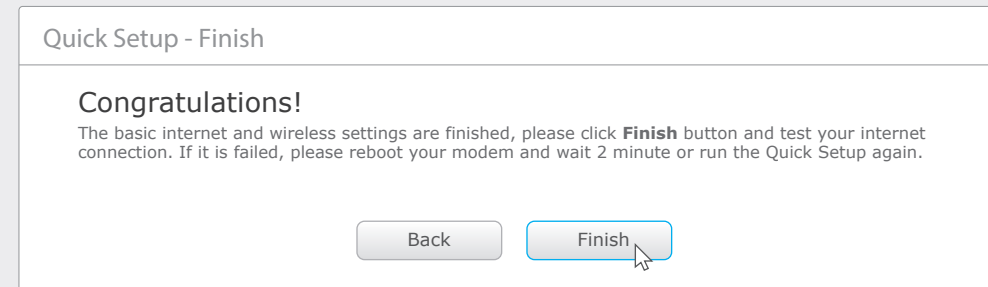 Quick Setup - Finish
Congratulations!
The basic internet and wireless settings are finished, please click Finish button and test your internet
connection. If it is failed, please reboot your modem and wait 2 minute or run the Quick Setup again.
Back Finish